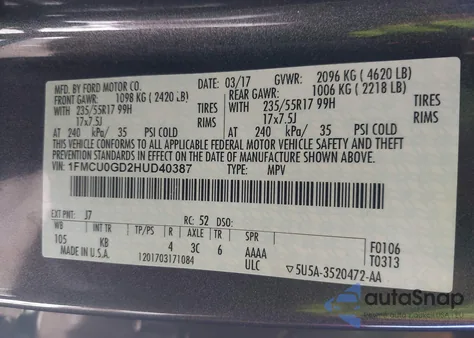 MFD. BY FORD MOTOR CO. DATE: 03/17 GVWR: 2096 KG ( 4620 LB)
FRONT GAWR: 1098 KG ( 2420 LB) REAR GAWR: 1006 KG ( 2218 LB)
235/55R17 99H TIRES 235/55R17 99H TIRES
17x7.5J RIMS 17x7.5J RIMS
AT 240 kPa/ 35 PSI COLD AT 240 kPa/ 35 PSI COLD
THIS VEHICLE CONFORMS TO ALL APPLICABLE FEDERAL MOTOR VEHICLE SAFETY AND BUMPER
STANDARDS IN EFFECT ON THE DATE OF MANUFACTURE SHOWN ABOVE.
VIN: 1FMCU0GD2HUD40387 TYPE: MPV
EXT PNT: J7 RC: 52 DSO:
WB INT TR TP/PS R AXLE TR SPR F0106
105 KB 4 3C 6 AAAA T0313
ULC ▽5U5A-3520472-AA
MADE IN U.S.A. 1201703171084
autoSnap